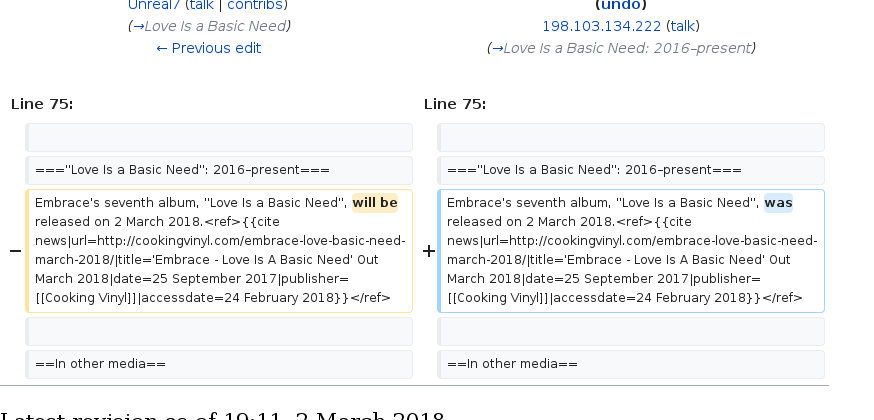 Unreal7 (talk | contribs)
(→Love Is a Basic Need)
← Previous edit
(undo)
198.103.134.222 (talk)
(→Love Is a Basic Need: 2016–present)
Line 75:
==="Love Is a Basic Need": 2016–present===
Embrace's seventh album, "Love Is a Basic Need", will be
released on 2 March 2018.<ref>{{cite
news|url=http://cookingvinyl.com/embrace-love-basic-need-
march-2018/|title='Embrace - Love Is A Basic Need' Out
March 2018|date=25 September 2017|publisher=
[[Cooking Vinyl]]|accessdate=24 February 2018}}</ref>
==In other media==
Line 75:
==="Love Is a Basic Need": 2016–present===
Embrace's seventh album, "Love Is a Basic Need", was
released on 2 March 2018.<ref>{{cite
news|url=http://cookingvinyl.com/embrace-love-basic-need-
march-2018/|title='Embrace - Love Is A Basic Need' Out
March 2018|date=25 September 2017|publisher=
[[Cooking Vinyl]]|accessdate=24 February 2018}}</ref>
==In other media==
Latest revision as of 19:11, 2 March 2018